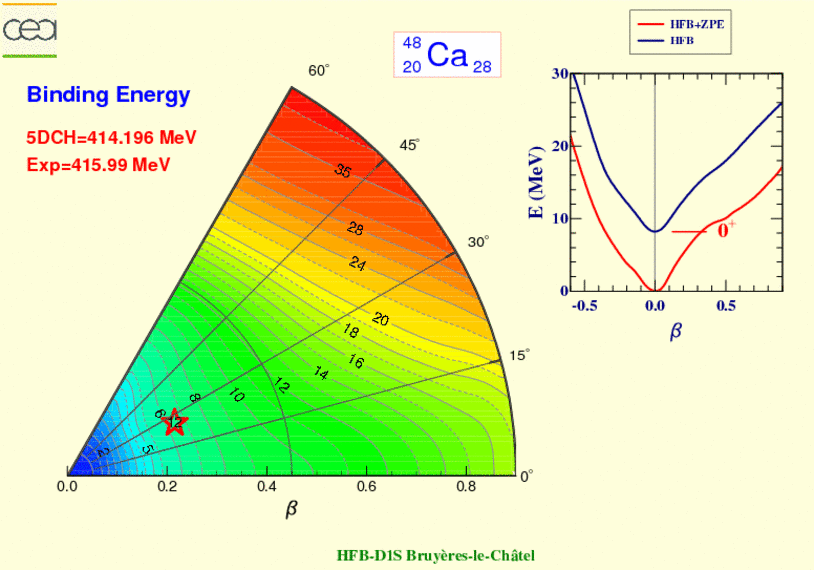 cea
48
20 Ca 28
Binding Energy
5DCH=414.196 MeV
Exp=415.99 MeV
60°
45°
30°
15°
0°
35
28
24
20
18
16
14
12
10
8
6
12
5
2
0.0 0.2 0.4 0.6 0.8
β
HFB+ZPE
HFB
30
20
10
0
E (MeV)
0⁺
-0.5 0.0 0.5
β
HFB-D1S Bruyères-le-Châtel